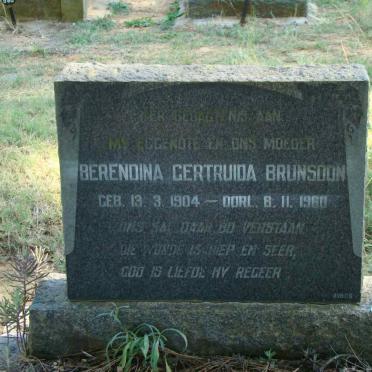 TER GEDAGTENIS AAN
MY EGGENOTE EN ONS MOEDER
BERENDINA GERTRUIDA BRUNSDON
GEB. 13. 3. 1904 — OORL. 8. 11. 1960
ONS SAL DAAR BO VERSTAAN
DIE WONDE IS DIEP EN SEER,
GOD IS LIEFDE HY REGEER